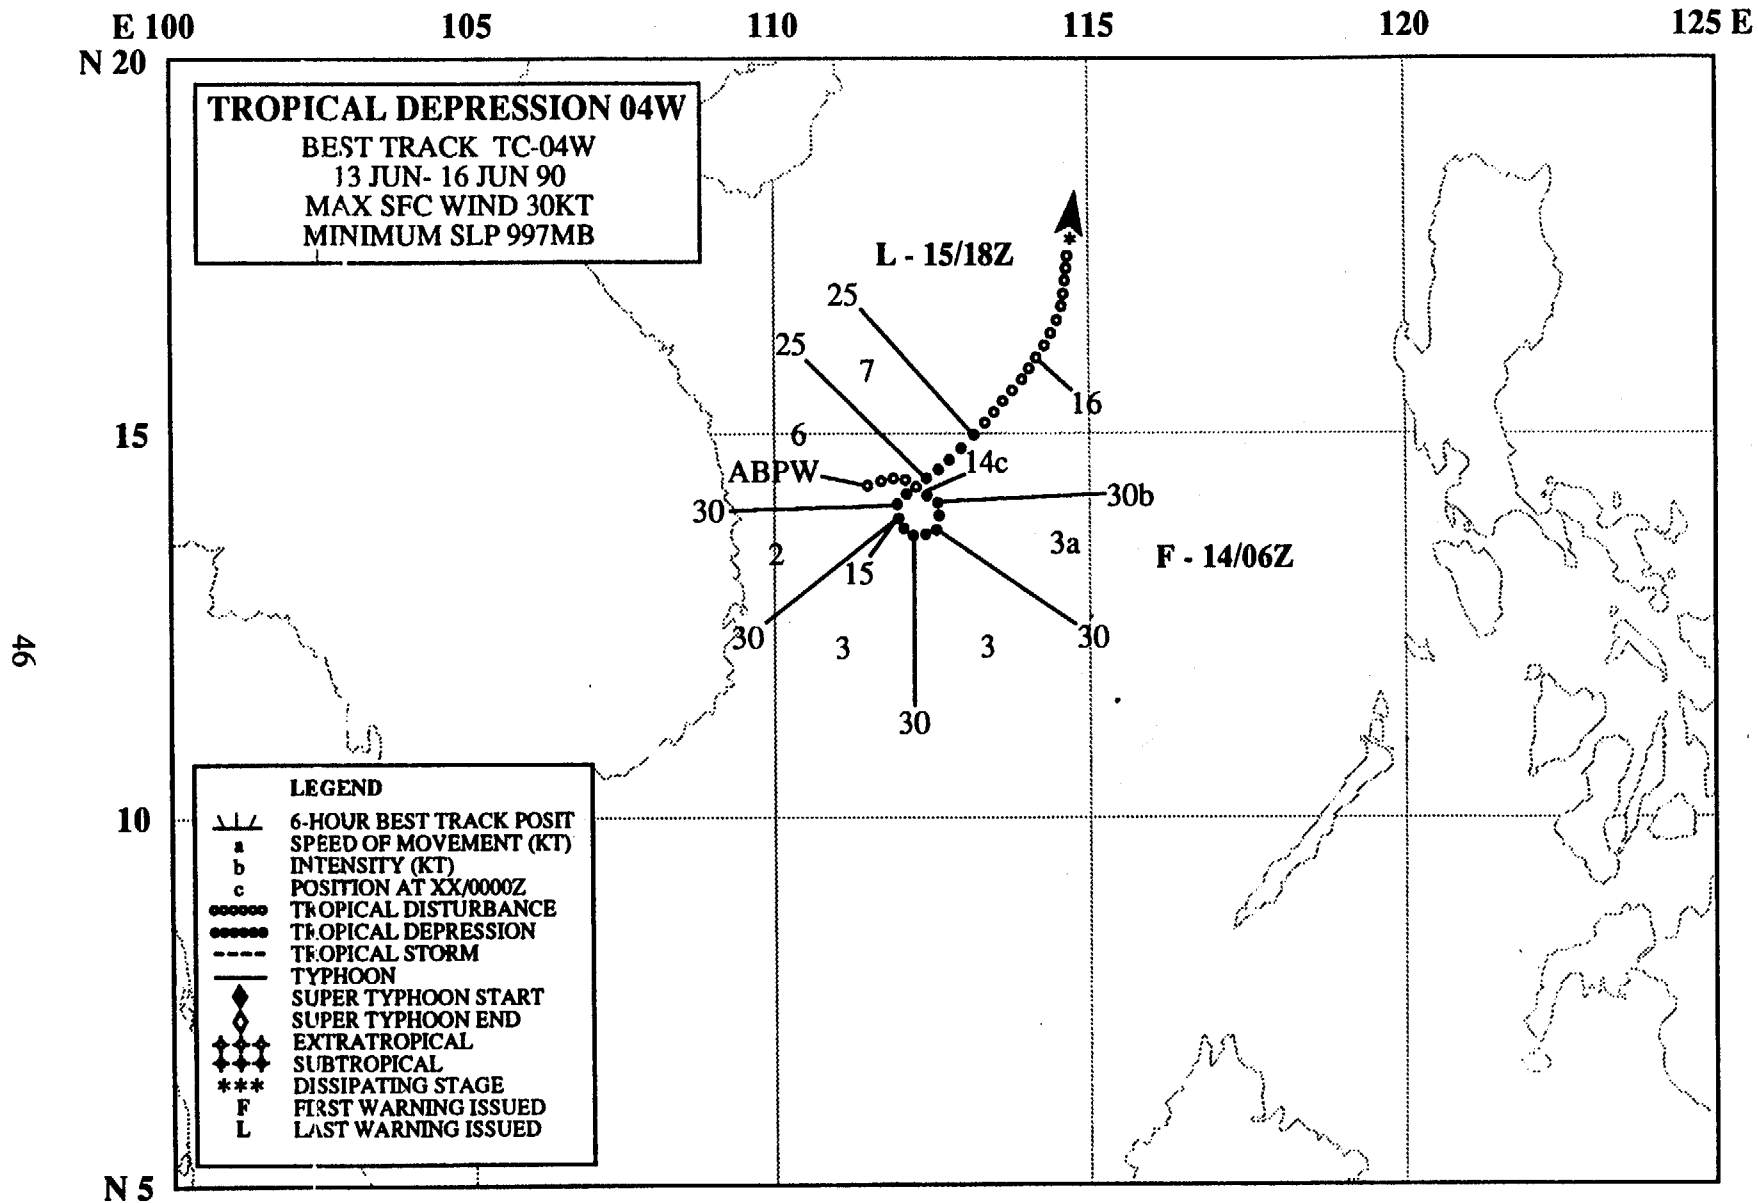 E 100 105 110 115 120 125 E
N 20
TROPICAL DEPRESSION 04W
BEST TRACK TC-04W
13 JUN- 16 JUN 90
MAX SFC WIND 30KT
MINIMUM SLP 997MB
L - 15/18Z
25
25
7
16
15
6
14c
ABPW
30b
30
3a
F - 14/06Z
2
15
30
30
3
3
46
30
LEGEND
6-HOUR BEST TRACK POSIT
a SPEED OF MOVEMENT (KT)
b INTENSITY (KT)
c POSITION AT XX/0000Z
TROPICAL DISTURBANCE
TROPICAL DEPRESSION
TROPICAL STORM
TYPHOON
SUPER TYPHOON START
SUPER TYPHOON END
EXTRATROPICAL
SUBTROPICAL
*** DISSIPATING STAGE
F FIRST WARNING ISSUED
L LAST WARNING ISSUED
10
N 5